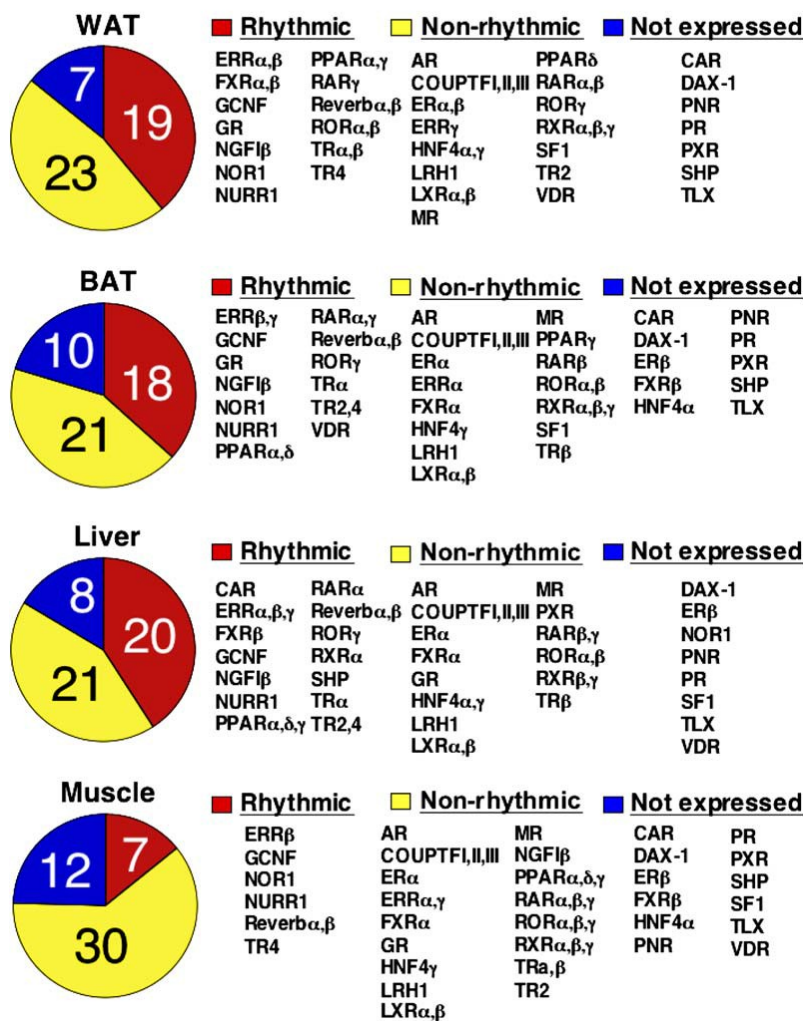 WAT
7
19
23
Rhythmic
ERRα,β
FXRα,β
GCNF
GR
NGFIβ
NOR1
NURR1
PPARα,γ
RARγ
Reverbα,β
RORα,β
TRα,β
TR4
Non-rhythmic
AR
COUPTFI,II,III
ERα,β
ERRγ
HNF4α,γ
LRH1
LXRα,β
MR
PPARδ
RARα,β
RORγ
RXRα,β,γ
SF1
TR2
VDR
Not expressed
CAR
DAX-1
PNR
PR
PXR
SHP
TLX
BAT
10
18
21
Rhythmic
ERRβ,γ
GCNF
GR
NGFIβ
NOR1
NURR1
PPARα,δ
RARα,γ
Reverbα,β
RORγ
TRα
TR2,4
VDR
Non-rhythmic
AR
COUPTFI,II,III
ERα
ERRα
FXRα
HNF4γ
LRH1
LXRα,β
MR
PPARγ
RARβ
RORα,β
RXRα,β,γ
SF1
TRβ
Not expressed
CAR
DAX-1
ERβ
FXRβ
HNF4α
PNR
PR
PXR
SHP
TLX
Liver
8
20
21
Rhythmic
CAR
ERRα,β,γ
FXRβ
GCNF
NGFIβ
NURR1
PPARα,δ,γ
RARα
Reverbα,β
RORγ
RXRα
SHP
TRα
TR2,4
Non-rhythmic
AR
COUPTFI,II,III
ERα
FXRα
GR
HNF4α,γ
LRH1
LXRα,β
MR
PXR
RARβ,γ
RORα,β
RXRβ,γ
TRβ
Not expressed
DAX-1
ERβ
NOR1
PNR
PR
SF1
TLX
VDR
Muscle
12
7
30
Rhythmic
ERRβ
GCNF
NOR1
NURR1
Reverbα,β
TR4
Non-rhythmic
AR
COUPTFI,II,III
ERα
ERRα,γ
FXRα
GR
HNF4γ
LRH1
LXRα,β
MR
NGFIβ
PPARα,δ,γ
RARα,β,γ
RORα,β,γ
RXRα,β,γ
TRa,β
TR2
Not expressed
CAR
DAX-1
ERβ
FXRβ
HNF4α
PNR
PR
PXR
SHP
SF1
TLX
VDR